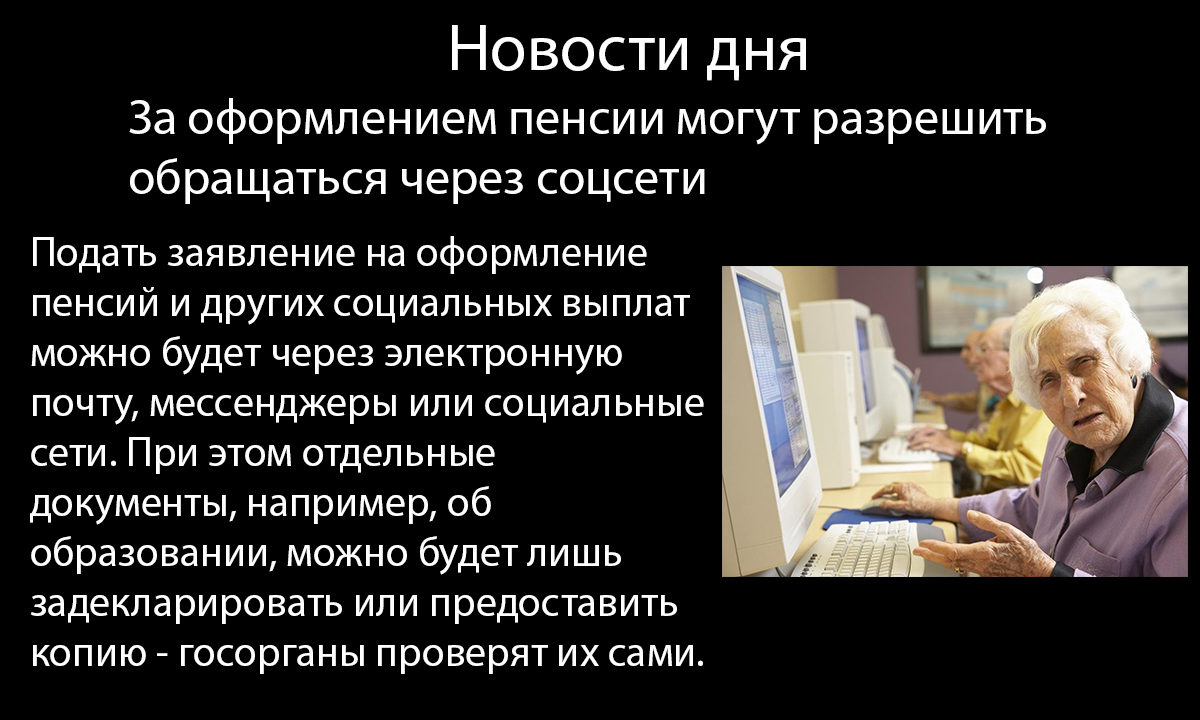 Новости дня
За оформлением пенсии могут разрешить
обращаться через соцсети
Подать заявление на оформление
пенсий и других социальных выплат
можно будет через электронную
почту, мессенджеры или социальные
сети. При этом отдельные
документы, например, об
образовании, можно будет лишь
задекларировать или предоставить
копию - госорганы проверят их сами.